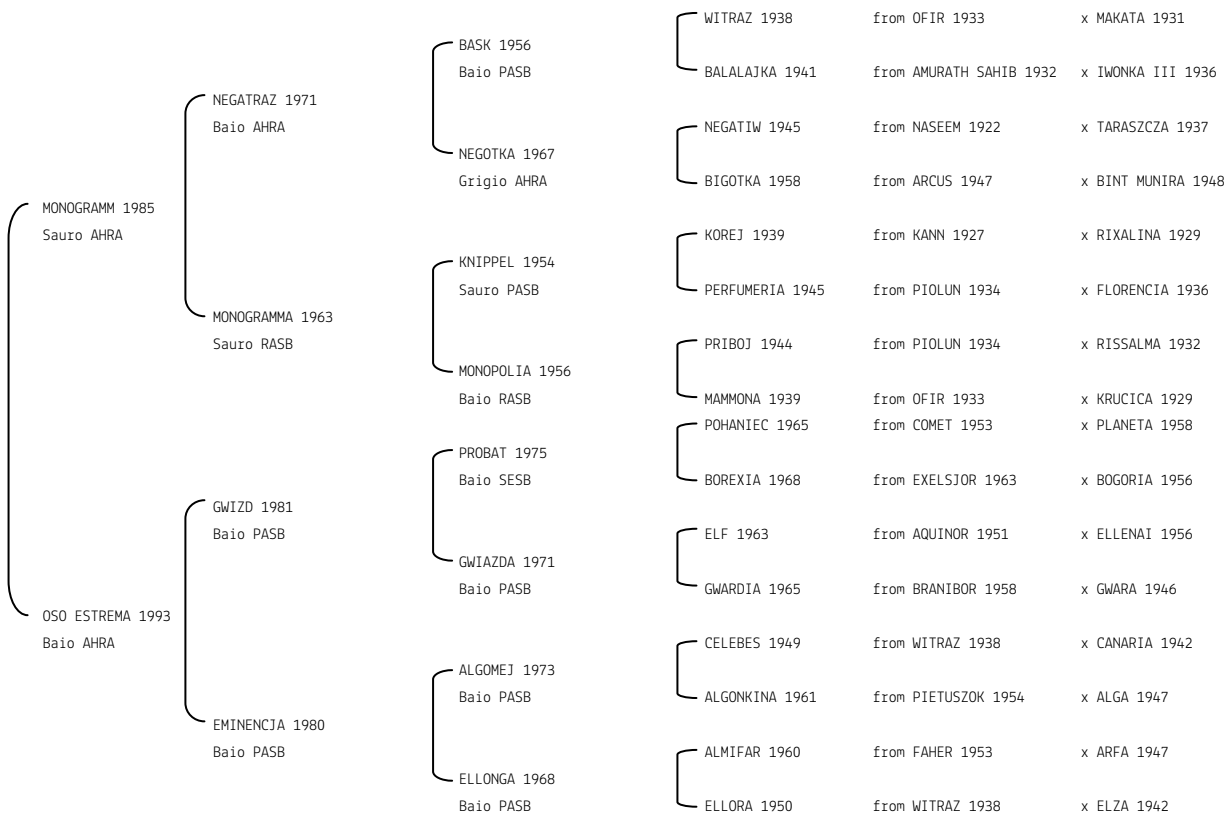 WITRAZ 1938 from OFIR 1933 x MAKATA 1931
BASK 1956
Baio PASB
BALALAJKA 1941 from AMURATH SAHIB 1932 x IWONKA III 1936
NEGATRAZ 1971
Baio AHRA
NEGATIW 1945 from NASEEM 1922 x TARASZCZA 1937
NEGOTKA 1967
Grigio AHRA
BIGOTKA 1958 from ARCUS 1947 x BINT MUNIRA 1948
MONOGRAMM 1985
Sauro AHRA
KOREJ 1939 from KANN 1927 x RIXALINA 1929
KNIPPEL 1954
Sauro PASB
PERFUMERIA 1945 from PIOLUN 1934 x FLORENCIA 1936
MONOGRAMMA 1963
Sauro RASB
PRIBOJ 1944 from PIOLUN 1934 x RISSALMA 1932
MONOPOLIA 1956
Baio RASB
MAMMONA 1939 from OFIR 1933 x KRUCICA 1929
POHANIEC 1965 from COMET 1953 x PLANETA 1958
PROBAT 1975
Baio SESB
BOREXIA 1968 from EXELSJOR 1963 x BOGORIA 1956
GWIZD 1981
Baio PASB
ELF 1963 from AQUINOR 1951 x ELLENAI 1956
GWIAZDA 1971
Baio PASB
GWARDIA 1965 from BRANIBOR 1958 x GWARA 1946
OSO ESTREMA 1993
Baio AHRA
CELEBES 1949 from WITRAZ 1938 x CANARIA 1942
ALGOMEJ 1973
Baio PASB
ALGONKINA 1961 from PIETUSZOK 1954 x ALGA 1947
EMINENCJA 1980
Baio PASB
ALMIFAR 1960 from FAHER 1953 x ARFA 1947
ELLONGA 1968
Baio PASB
ELLORA 1950 from WITRAZ 1938 x ELZA 1942